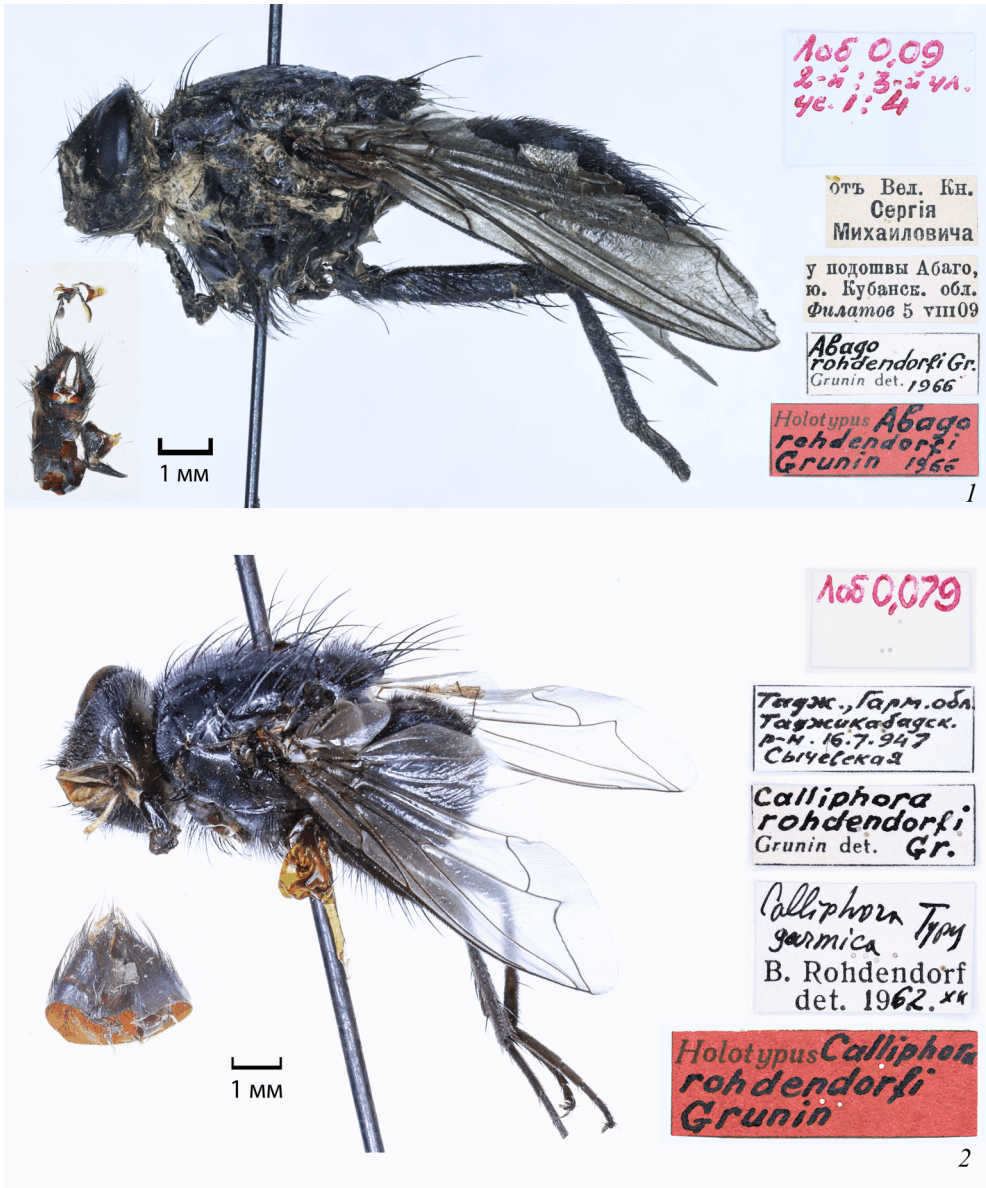 Лоб 0,09
2-й : 3-й чл.
ус. 1 : 4
отъ Вел. Кн.
Сергія
Михаиловича
у подошвы Абаго,
ю. Кубанск. обл.
Филатов 5 VIII 09
Abago
rohdendorfi Gr.
Grunin det. 1966
Holotypus Abago
rohdendorfi
Grunin 1966
1 мм
1
Лоб 0,079
Тадж., Гарм. обл.
Таджикабадск.
р-н. 16.7.947
Сычевская
Calliphora
rohdendorfi
Grunin det. Gr.
Calliphora Typus
garmica
B. Rohdendorf
det. 1962. XII
Holotypus Calliphora
rohdendorfi
Grunin
1 мм
2